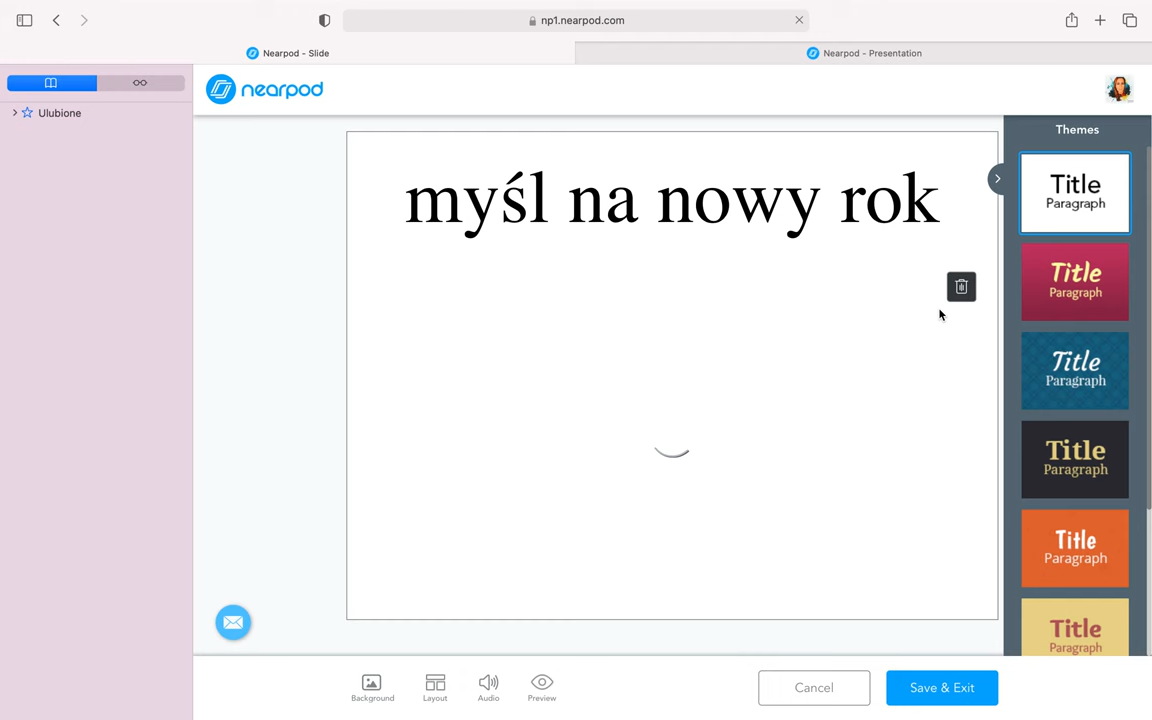 np1.nearpod.com
Nearpod - Slide
Nearpod - Presentation
Ulubione
nearpod
Themes
myśl na nowy rok
Title
Paragraph
Title
Paragraph
Title
Paragraph
Title
Paragraph
Title
Paragraph
Title
Paragraph
Background
Layout
Audio
Preview
Cancel
Save & Exit